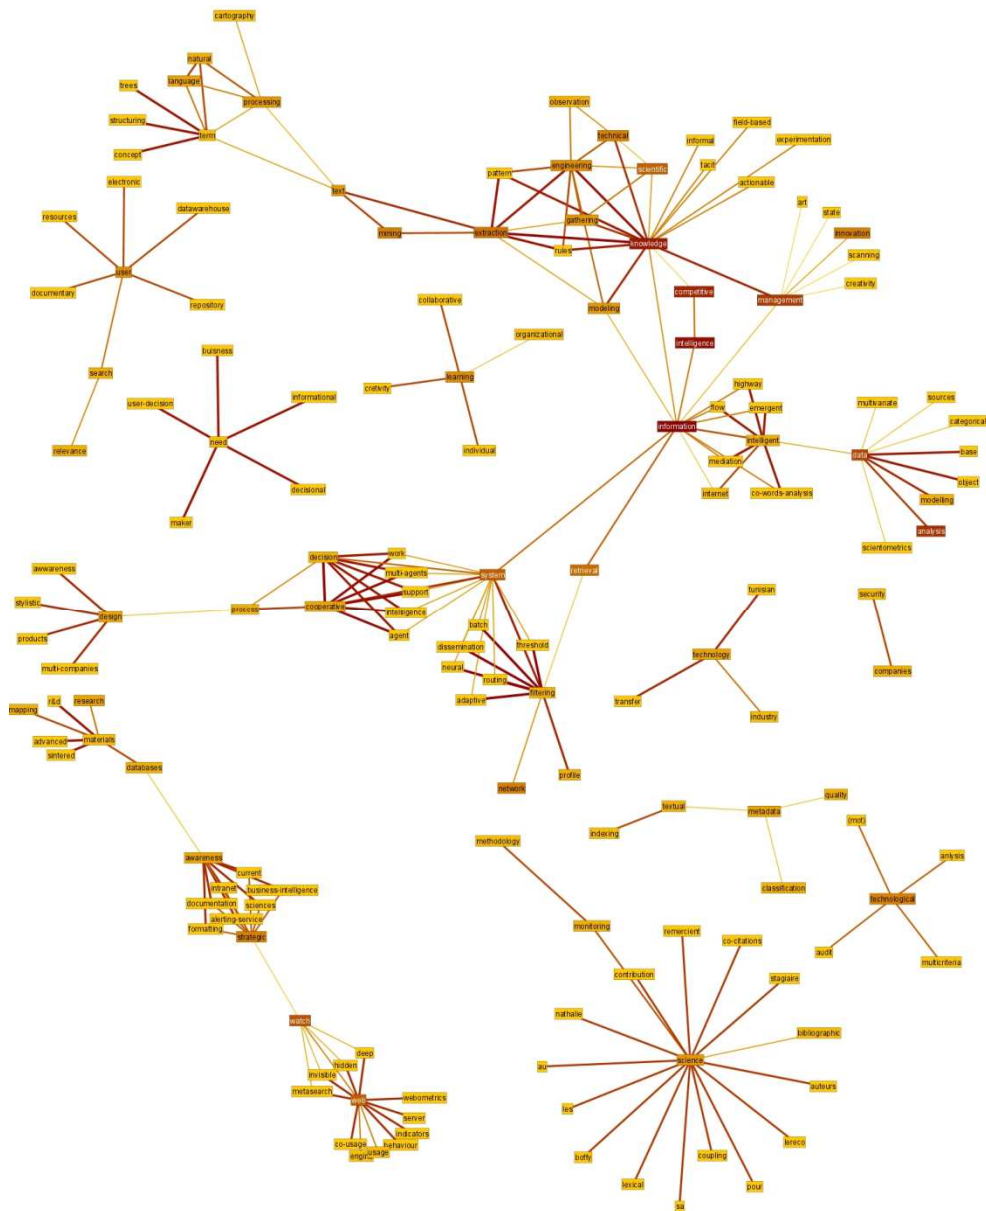 cartography
natural
language
trees
processing
structuring
term
concept
electronic
text
resources
datawarehouse
mining
user
documentary
repository
search
relevance
observation
technical
field-based
informal
experimentation
engineering
scientific
tacit
pattern
actionable
gathering
extraction
knowledge
rules
art
state
innovation
scanning
creativity
management
competitive
modeling
intelligence
collaborative
organizational
learning
cretivity
individual
buisness
user-decision
informational
need
decisional
maker
highway
flow
emergent
information
intelligent
mediation
internet
co-words-analysis
multivariate
sources
categorical
data
base
object
modelling
analysis
scientometrics
decision
work
multi-agents
system
retrieval
support
cooperative
intelligence
process
agent
awwareness
stylistic
design
products
multi-companies
batch
threshold
dissemination
neural
routing
filtering
adaptive
network
profile
tunisian
technology
transfer
industry
security
companies
r&d
research
mapping
materials
advanced
sintered
databases
awareness
current
intranet
business-intelligence
documentation
sciences
alerting-service
formatting
strategic
watch
deep
hidden
invisible
metasearch
web
webometrics
server
indicators
behaviour
co-usage
usage
engine
quality
textual
metadata
indexing
classification
(mot)
anlysis
technological
audit
multicriteria
methodology
monitoring
remercient
co-citations
contribution
stagiaire
nathalie
bibliographic
science
au
auteurs
les
lereco
botty
coupling
lexical
pour
sa